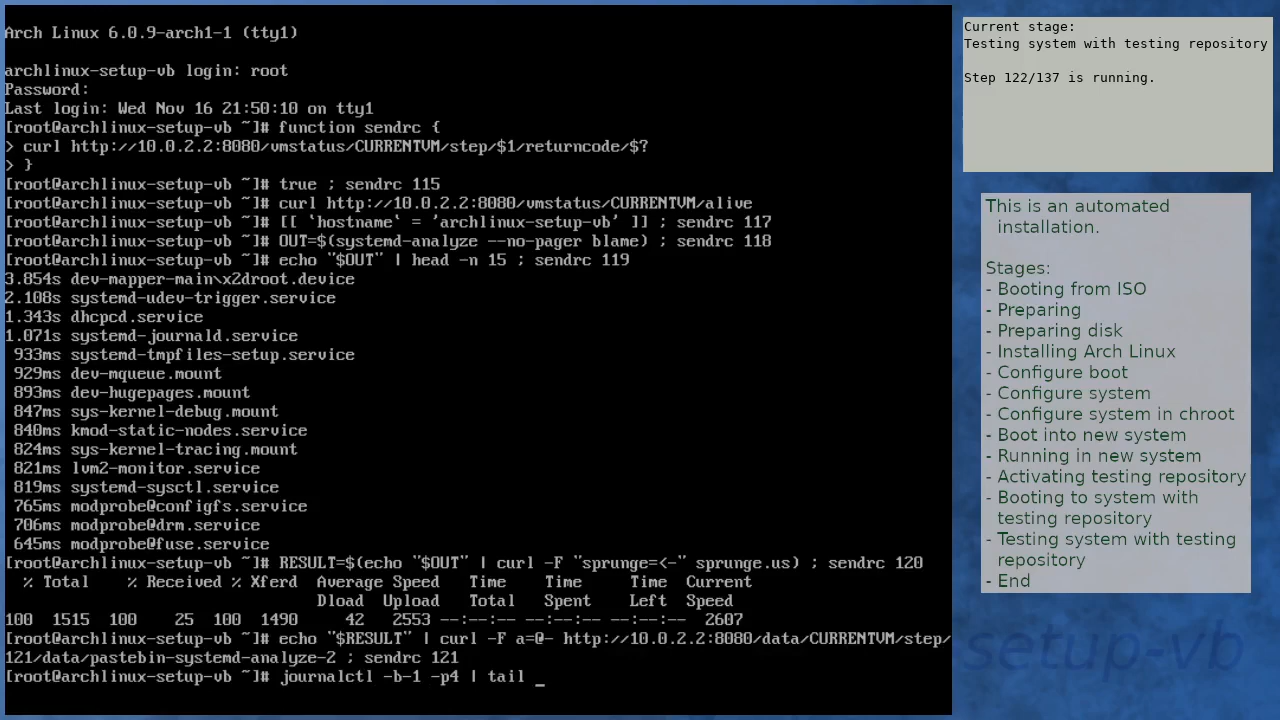 Arch Linux 6.0.9-arch1-1 (tty1)
archlinux-setup-vb login: root
Password:
Last login: Wed Nov 16 21:50:10 on tty1
[root@archlinux-setup-vb ~]# function sendrc {
> curl http://10.0.2.2:8080/vmstatus/CURRENTVM/step/$1/returncode/$?
> }
[root@archlinux-setup-vb ~]# true ; sendrc 115
[root@archlinux-setup-vb ~]# curl http://10.0.2.2:8080/vmstatus/CURRENTVM/alive
[root@archlinux-setup-vb ~]# [[ `hostname` = 'archlinux-setup-vb' ]] ; sendrc 117
[root@archlinux-setup-vb ~]# OUT=$(systemd-analyze --no-pager blame) ; sendrc 118
[root@archlinux-setup-vb ~]# echo "$OUT" | head -n 15 ; sendrc 119
3.854s dev-mapper-main\x2droot.device
2.108s systemd-udev-trigger.service
1.343s dhcpcd.service
1.071s systemd-journald.service
933ms systemd-tmpfiles-setup.service
929ms dev-mqueue.mount
893ms dev-hugepages.mount
847ms sys-kernel-debug.mount
840ms kmod-static-nodes.service
824ms sys-kernel-tracing.mount
821ms lvm2-monitor.service
819ms systemd-sysctl.service
765ms modprobe@configfs.service
706ms modprobe@drm.service
645ms modprobe@fuse.service
[root@archlinux-setup-vb ~]# RESULT=$(echo "$OUT" | curl -F "sprunge=<-" sprunge.us) ; sendrc 120
% Total % Received % Xferd Average Speed Time Time Time Current
Dload Upload Total Spent Left Speed
100 1515 100 25 100 1490 42 2553 --:--:-- --:--:-- --:--:-- 2607
[root@archlinux-setup-vb ~]# echo "$RESULT" | curl -F a=@- http://10.0.2.2:8080/data/CURRENTVM/step/
121/data/pastebin-systemd-analyze-2 ; sendrc 121
[root@archlinux-setup-vb ~]# journalctl -b-1 -p4 | tail _
Current stage:
Testing system with testing repository
Step 122/137 is running.
This is an automated
installation.
Stages:
- Booting from ISO
- Preparing
- Preparing disk
- Installing Arch Linux
- Configure boot
- Configure system
- Configure system in chroot
- Boot into new system
- Running in new system
- Activating testing repository
- Booting to system with
testing repository
- Testing system with testing
repository
- End
setup-vb